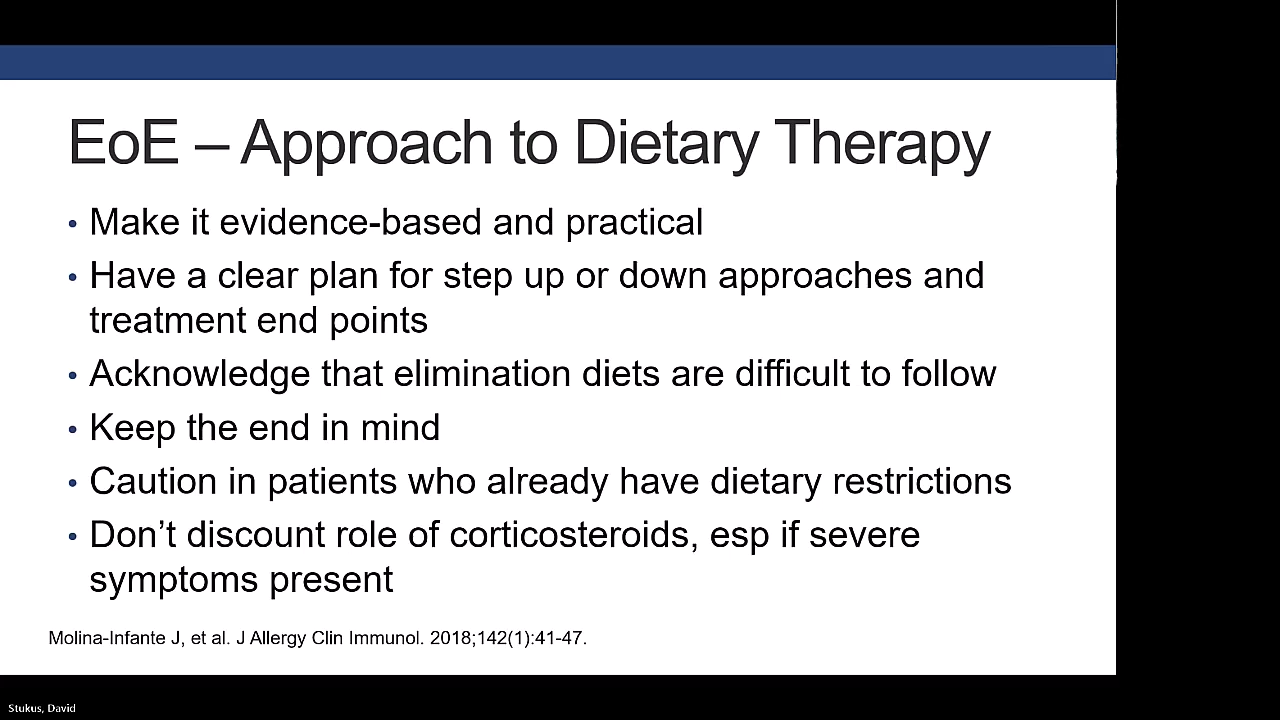 EoE – Approach to Dietary Therapy
• Make it evidence-based and practical
• Have a clear plan for step up or down approaches and
treatment end points
• Acknowledge that elimination diets are difficult to follow
• Keep the end in mind
• Caution in patients who already have dietary restrictions
• Don’t discount role of corticosteroids, esp if severe
symptoms present
Molina-Infante J, et al. J Allergy Clin Immunol. 2018;142(1):41-47.
Stukus, David